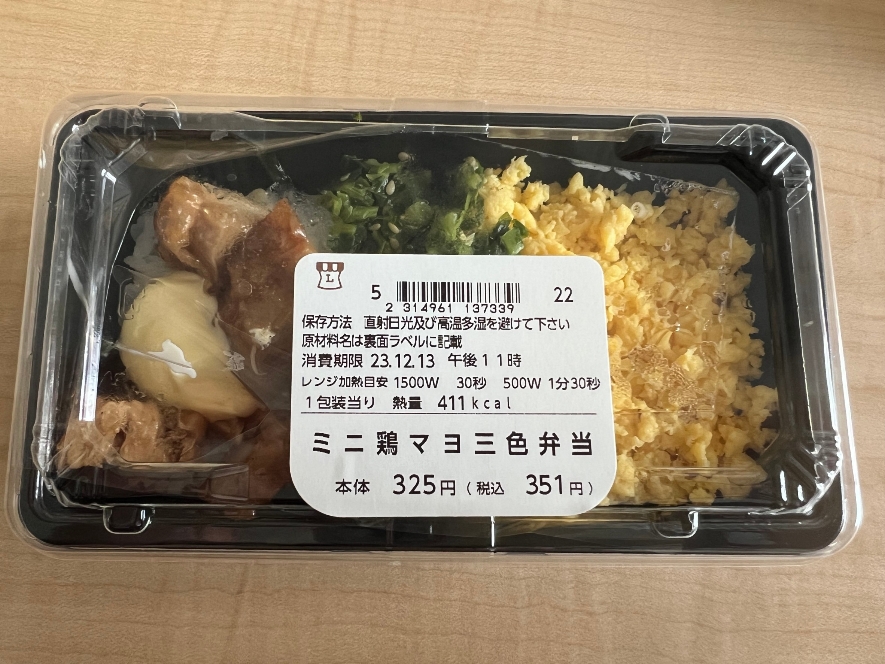 L
5 22
2 314961 137339
保存方法 直射日光及び高温多湿を避けて下さい
原材料名は裏面ラベルに記載
消費期限 23.12.13 午後11時
レンジ加熱目安 1500W 30秒 500W 1分30秒
1包装当り 熱量 411kcal
ミニ鶏マヨ三色弁当
本体 325円 (税込 351円)